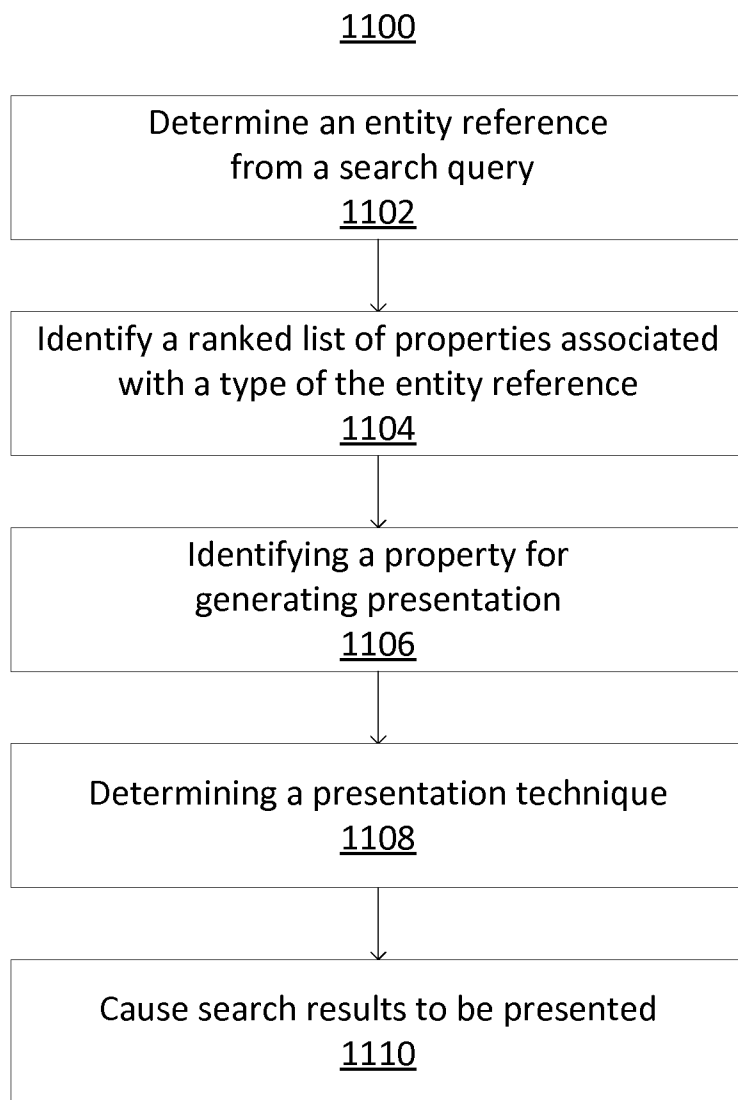 1100
Determine an entity reference
from a search query
1102
Identify a ranked list of properties associated
with a type of the entity reference
1104
Identifying a property for
generating presentation
1106
Determining a presentation technique
1108
Cause search results to be presented
1110